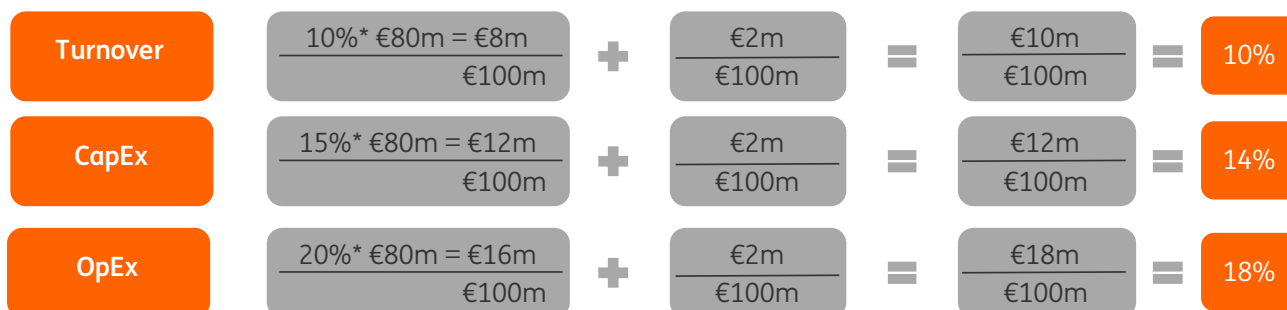 Turnover 10%* €80m = €8m €2m = €10m = 10%
€100m + €100m €100m
CapEx 15%* €80m = €12m €2m = €12m = 14%
€100m + €100m €100m
OpEx 20%* €80m = €16m €2m = €18m = 18%
€100m + €100m €100m